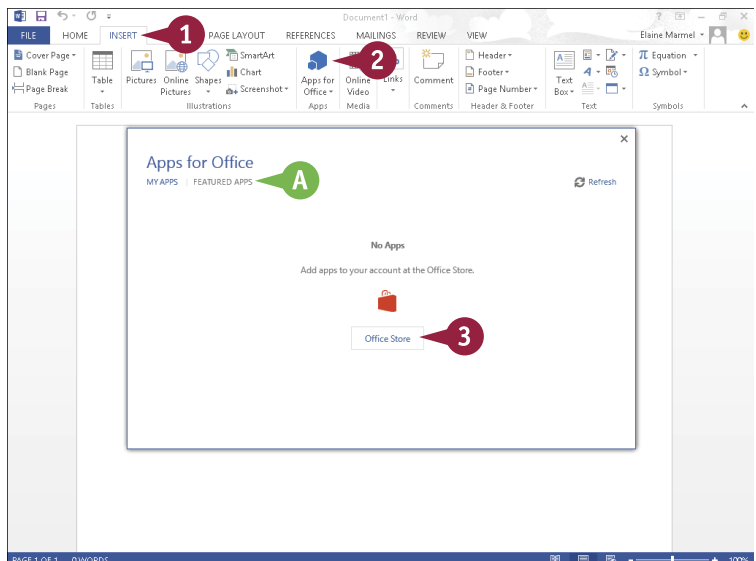 Document1 - Word
FILE HOME INSERT 1 PAGE LAYOUT REFERENCES MAILINGS REVIEW VIEW Elaine Marmel
Cover Page
Blank Page
Page Break
Pages
Table
Tables
Pictures
Online Pictures
Shapes
SmartArt
Chart
Screenshot
Illustrations
Apps for Office
2
Apps
Online Video
Media
Links
Comment
Comments
Header
Footer
Page Number
Header & Footer
Text Box
Text
π Equation
Ω Symbol
Symbols
Apps for Office
MY APPS | FEATURED APPS A
Refresh
No Apps
Add apps to your account at the Office Store.
Office Store 3
PAGE 1 OF 1 0 WORDS 100%